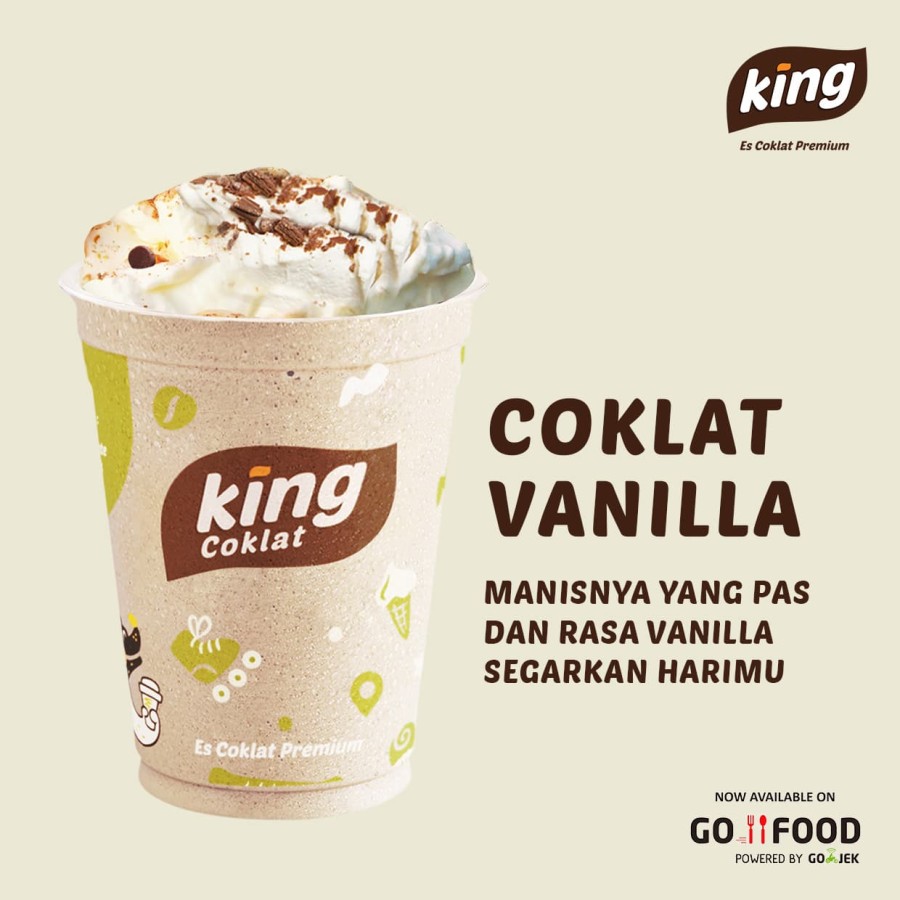 king
Es Coklat Premium
king
Coklat
Es Coklat Premium
COKLAT
VANILLA
MANISNYA YANG PAS
DAN RASA VANILLA
SEGARKAN HARIMU
NOW AVAILABLE ON
GO FOOD
POWERED BY GOJEK